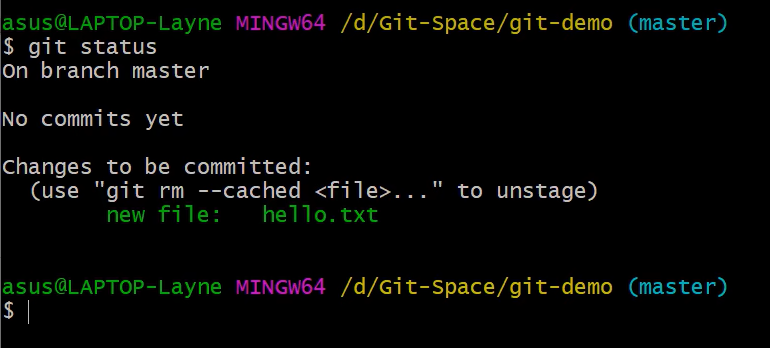 asus@LAPTOP-Layne MINGW64 /d/Git-Space/git-demo (master)
$ git status
On branch master
No commits yet
Changes to be committed:
(use "git rm --cached <file>..." to unstage)
new file: hello.txt
asus@LAPTOP-Layne MINGW64 /d/Git-Space/git-demo (master)
$